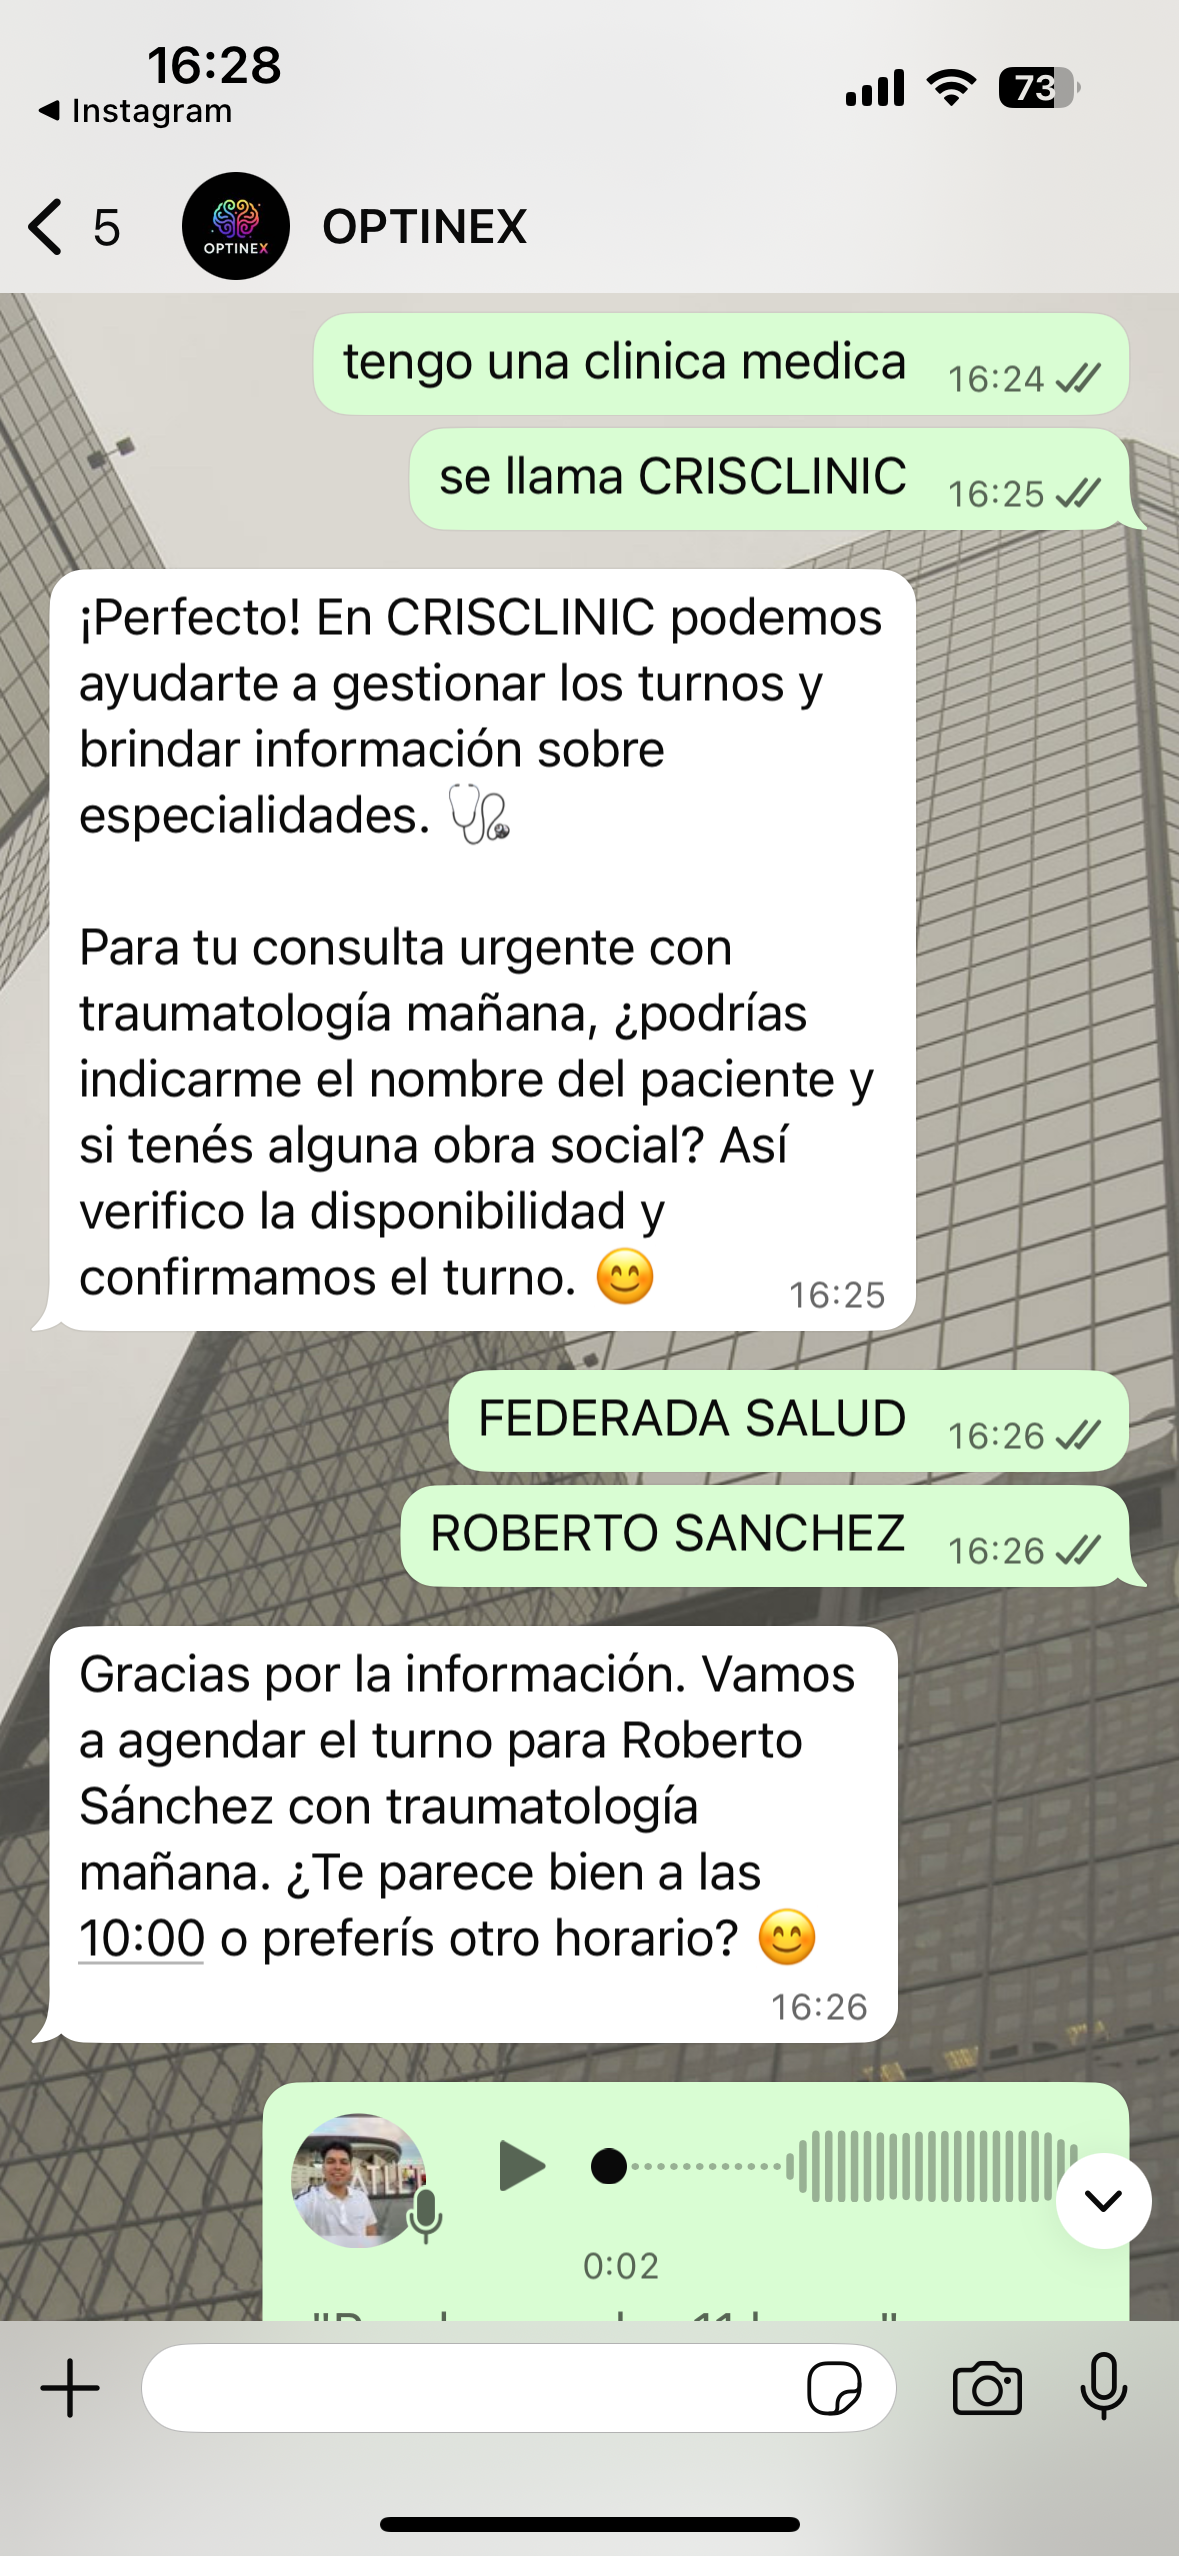 16:28
Instagram
73
5
OPTINEX
OPTINEX
tengo una clinica medica
16:24
se llama CRISCLINIC
16:25
¡Perfecto! En CRISCLINIC podemos
ayudarte a gestionar los turnos y
brindar información sobre
especialidades. 🩺
Para tu consulta urgente con
traumatología mañana, ¿podrías
indicarme el nombre del paciente y
si tenés alguna obra social? Así
verifico la disponibilidad y
confirmamos el turno. 😊
16:25
FEDERADA SALUD
16:26
ROBERTO SANCHEZ
16:26
Gracias por la información. Vamos
a agendar el turno para Roberto
Sánchez con traumatología
mañana. ¿Te parece bien a las
10:00 o preferís otro horario? 😊
16:26
0:02